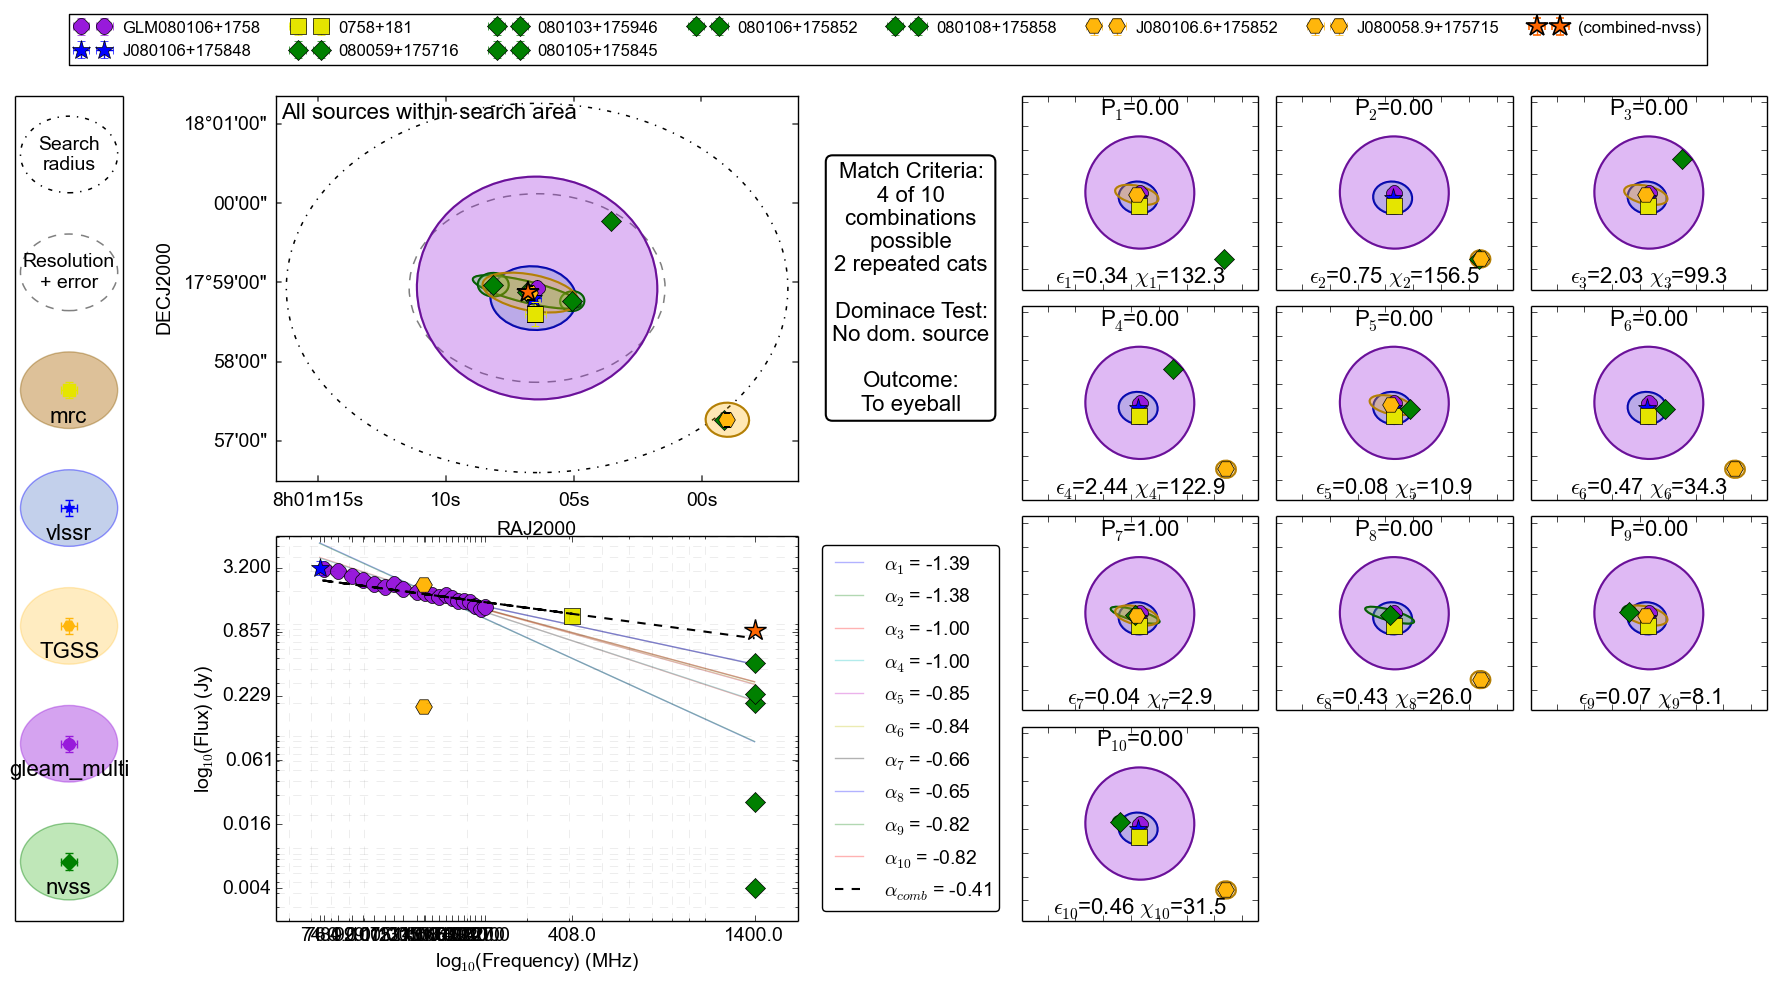 GLM080106+1758
0758+181
080103+175946
080106+175852
080108+175858
J080106.6+175852
J080058.9+175715
(combined-nvss)
J080106+175848
080059+175716
080105+175845
Search
radius
Resolution
+ error
mrc
vlssr
TGSS
gleam_multi
nvss
All sources within search area
DECJ2000
18°01'00"
00'00"
17°59'00"
58'00"
57'00"
8h01m15s
10s
05s
00s
RAJ2000
Match Criteria:
4 of 10
combinations
possible
2 repeated cats
Dominace Test:
No dom. source
Outcome:
To eyeball
log₁₀(Flux) (Jy)
3.200
0.857
0.229
0.061
0.016
0.004
408.0
1400.0
log₁₀(Frequency) (MHz)
α₁ = -1.39
α₂ = -1.38
α₃ = -1.00
α₄ = -1.00
α₅ = -0.85
α₆ = -0.84
α₇ = -0.66
α₈ = -0.65
α₉ = -0.82
α₁₀ = -0.82
α_comb = -0.41
P₁=0.00
ϵ₁=0.34 χ₁=132.3
P₂=0.00
ϵ₂=0.75 χ₂=156.5
P₃=0.00
ϵ₃=2.03 χ₃=99.3
P₄=0.00
ϵ₄=2.44 χ₄=122.9
P₅=0.00
ϵ₅=0.08 χ₅=10.9
P₆=0.00
ϵ₆=0.47 χ₆=34.3
P₇=1.00
ϵ₇=0.04 χ₇=2.9
P₈=0.00
ϵ₈=0.43 χ₈=26.0
P₉=0.00
ϵ₉=0.07 χ₉=8.1
P₁₀=0.00
ϵ₁₀=0.46 χ₁₀=31.5